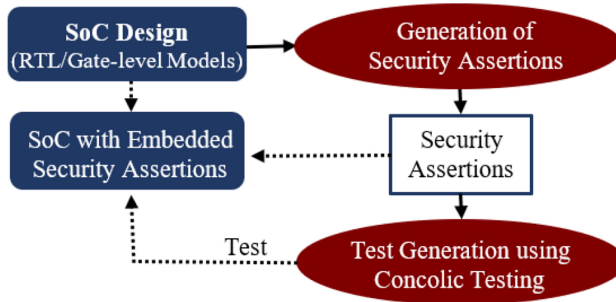 SoC Design
(RTL/Gate-level Models)
Generation of
Security Assertions
SoC with Embedded
Security Assertions
Security
Assertions
Test
Test Generation using
Concolic Testing